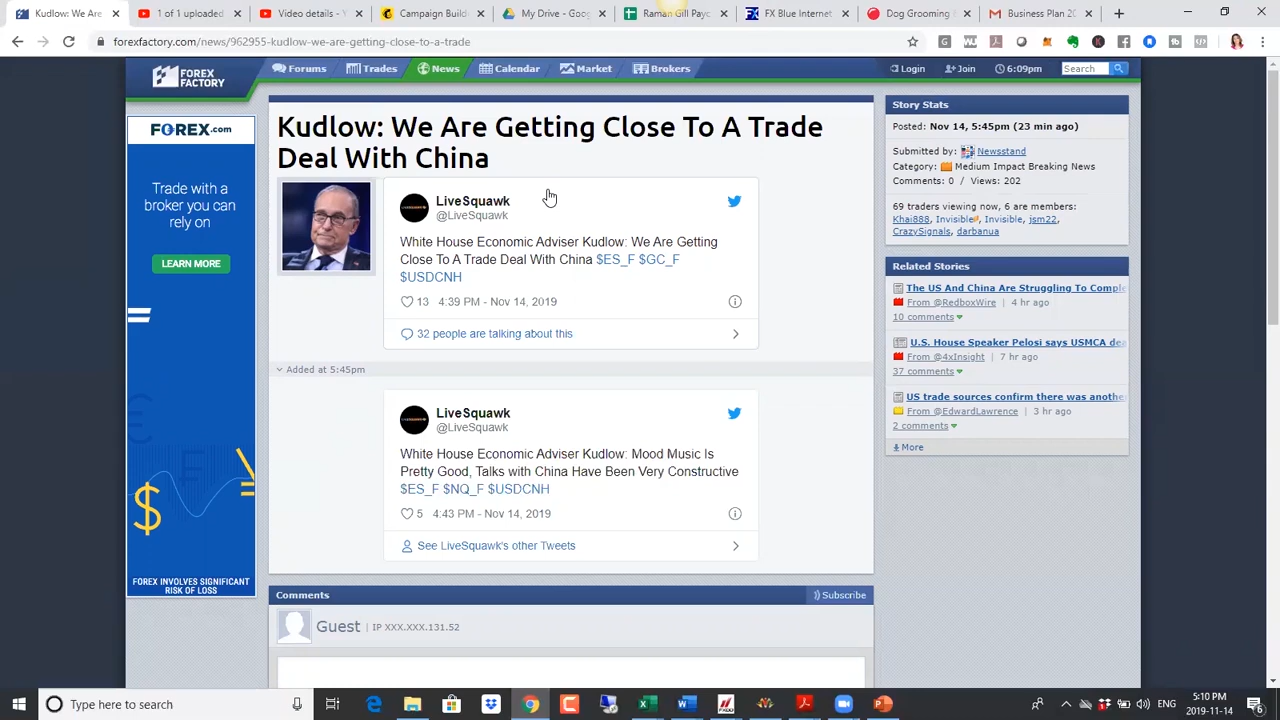 Kudlow: We Are
1 of 1 uploaded
Video details - Y
Campaign Build
My Drive - Goo
Raman Gill Payc
FX Blue Internet
Dog Grooming
Business Plan 20
forexfactory.com/news/962955-kudlow-we-are-getting-close-to-a-trade
FOREX
FACTORY
Forums
Trades
News
Calendar
Market
Brokers
Login
Join
6:09pm
Search
FOREX.com
Trade with a
broker you can
rely on
LEARN MORE
FOREX INVOLVES SIGNIFICANT
RISK OF LOSS
Kudlow: We Are Getting Close To A Trade
Deal With China
LiveSquawk
@LiveSquawk
White House Economic Adviser Kudlow: We Are Getting
Close To A Trade Deal With China $ES_F $GC_F
$USDCNH
13 4:39 PM - Nov 14, 2019
32 people are talking about this
Added at 5:45pm
LiveSquawk
@LiveSquawk
White House Economic Adviser Kudlow: Mood Music Is
Pretty Good, Talks with China Have Been Very Constructive
$ES_F $NQ_F $USDCNH
5 4:43 PM - Nov 14, 2019
See LiveSquawk's other Tweets
Comments
Subscribe
Guest | IP XXX.XXX.131.52
Story Stats
Posted: Nov 14, 5:45pm (23 min ago)
Submitted by: Newsstand
Category: Medium Impact Breaking News
Comments: 0 / Views: 202
69 traders viewing now, 6 are members:
Khai888, Invisible, Invisible, jsm22,
CrazySignals, darbanua
Related Stories
The US And China Are Struggling To Comple
From @RedboxWire | 4 hr ago
10 comments
U.S. House Speaker Pelosi says USMCA dea
From @4xInsight | 7 hr ago
37 comments
US trade sources confirm there was anothe
From @EdwardLawrence | 3 hr ago
2 comments
More
Type here to search
ENG
5:10 PM
2019-11-14